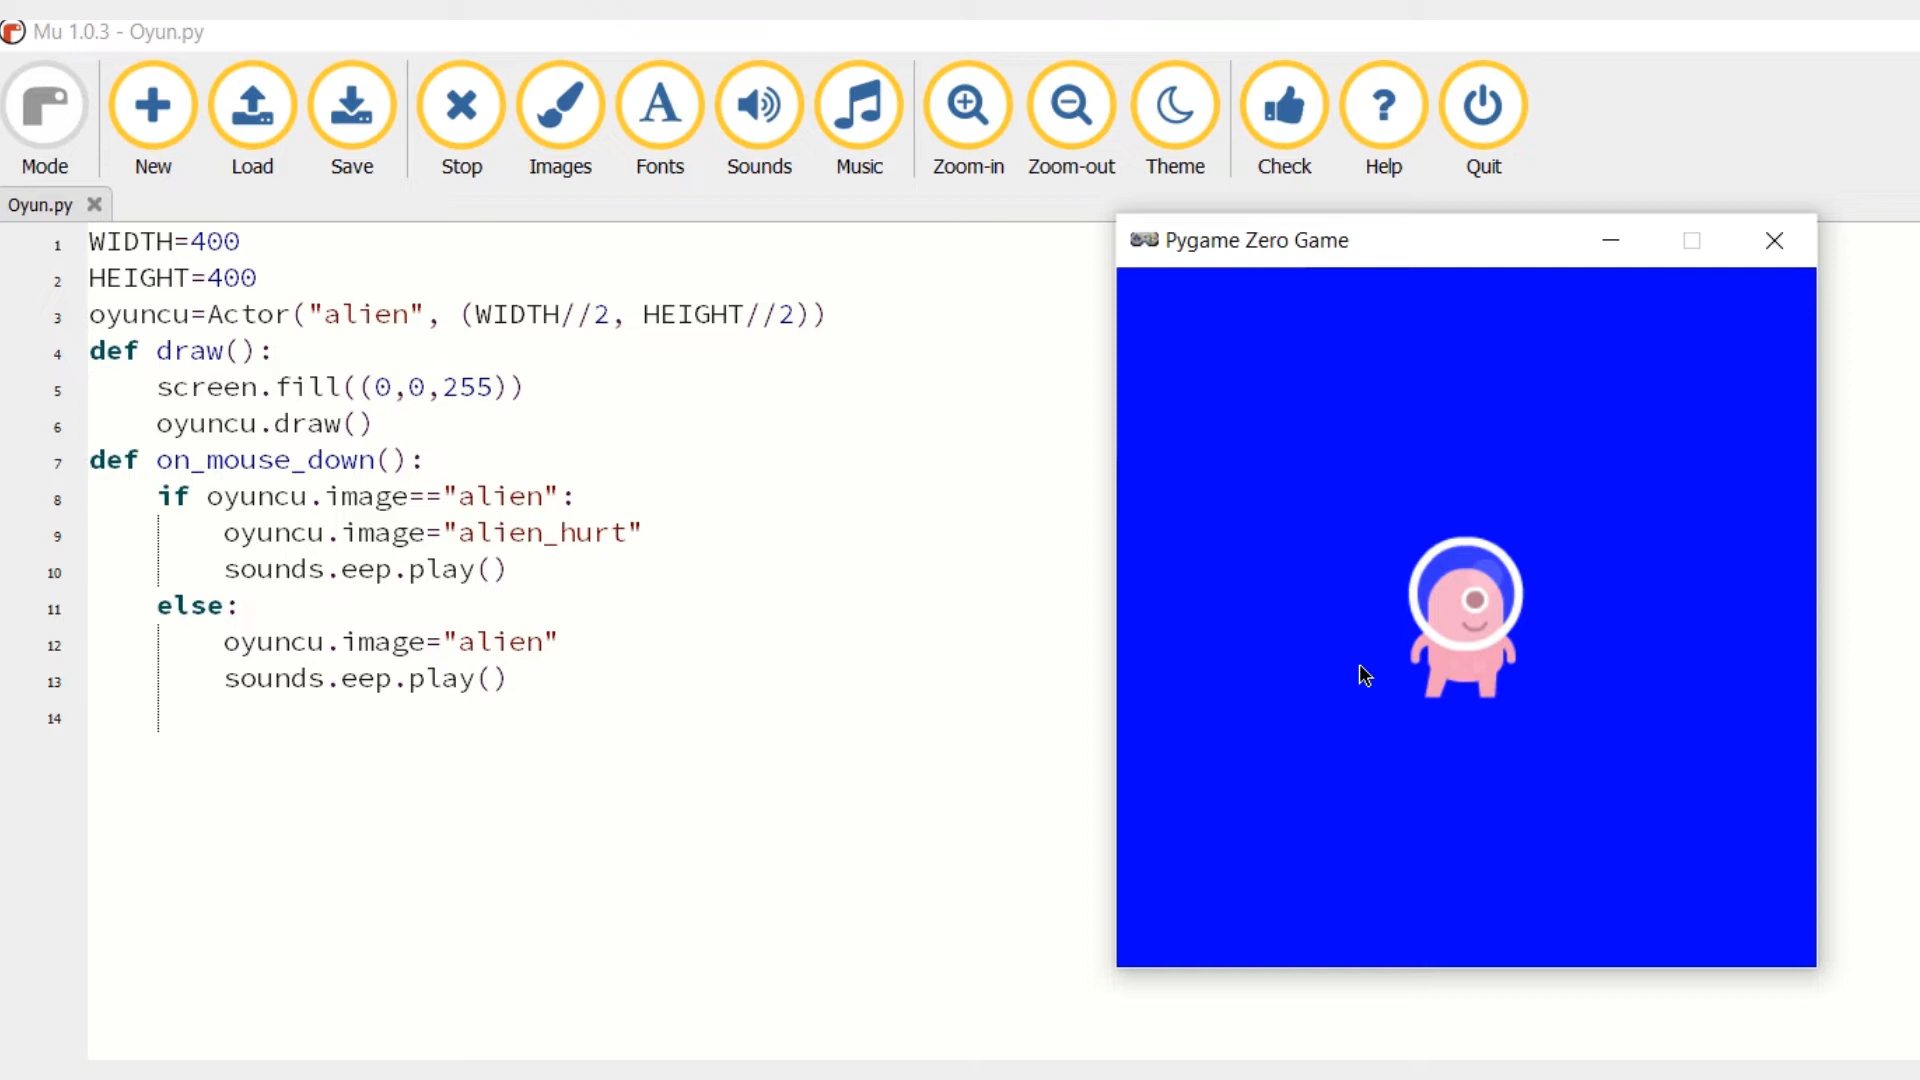 Mu 1.0.3 - Oyun.py
Mode New Load Save Stop Images Fonts Sounds Music Zoom-in Zoom-out Theme Check Help Quit
Oyun.py
1 WIDTH=400
2 HEIGHT=400
3 oyuncu=Actor("alien", (WIDTH//2, HEIGHT//2))
4 def draw():
5     screen.fill((0,0,255))
6     oyuncu.draw()
7 def on_mouse_down():
8     if oyuncu.image=="alien":
9         oyuncu.image="alien_hurt"
10         sounds.eep.play()
11     else:
12         oyuncu.image="alien"
13         sounds.eep.play()
14
Pygame Zero Game